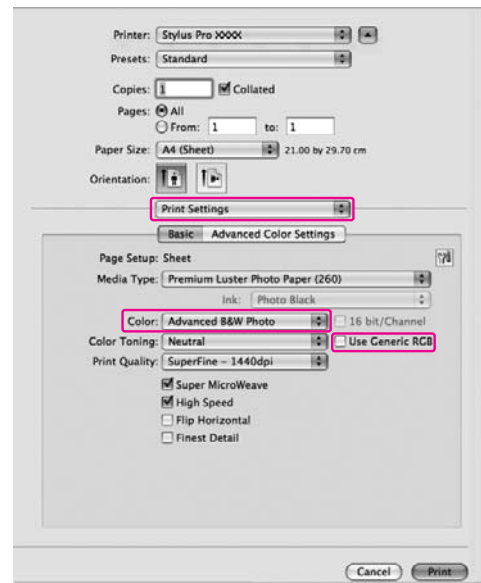 Printer: Stylus Pro XXXX
Presets: Standard
Copies: 1 Collated
Pages: All
From: 1 to: 1
Paper Size: A4 (Sheet) 21.00 by 29.70 cm
Orientation:
Print Settings
Basic Advanced Color Settings
Page Setup: Sheet
Media Type: Premium Luster Photo Paper (260)
Ink: Photo Black
Color: Advanced B&W Photo 16 bit/Channel
Color Toning: Neutral Use Generic RGB
Print Quality: SuperFine - 1440dpi
Super MicroWeave
High Speed
Flip Horizontal
Finest Detail
Cancel Print